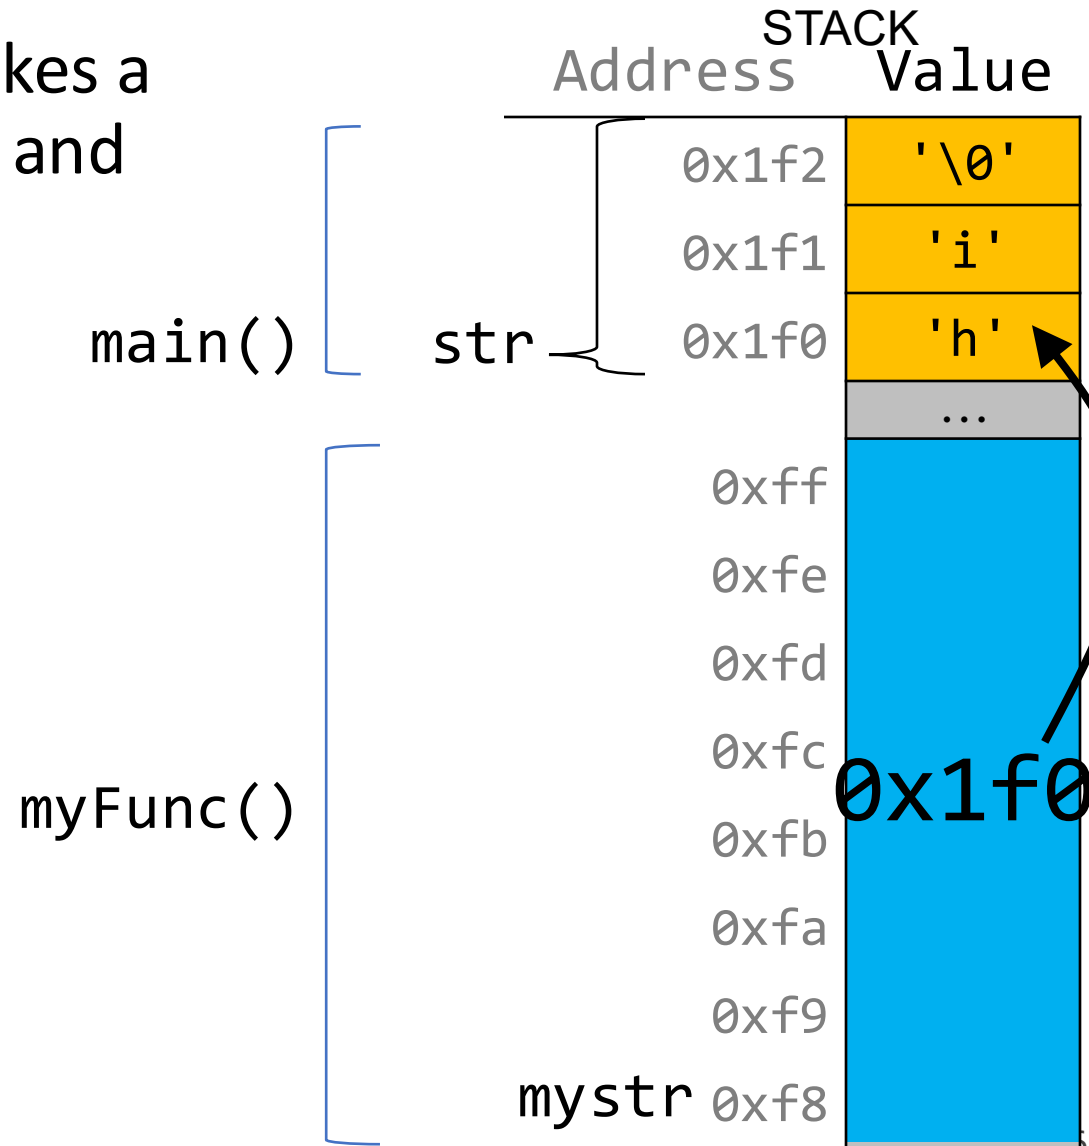 STACK
kes a
and
Address Value
0x1f2 '\0'
0x1f1 'i'
main() str 0x1f0 'h'
...
0xff
0xfe
0xfd
0xfc
0x1f0
myFunc()
0xfb
0xfa
0xf9
mystr 0xf8